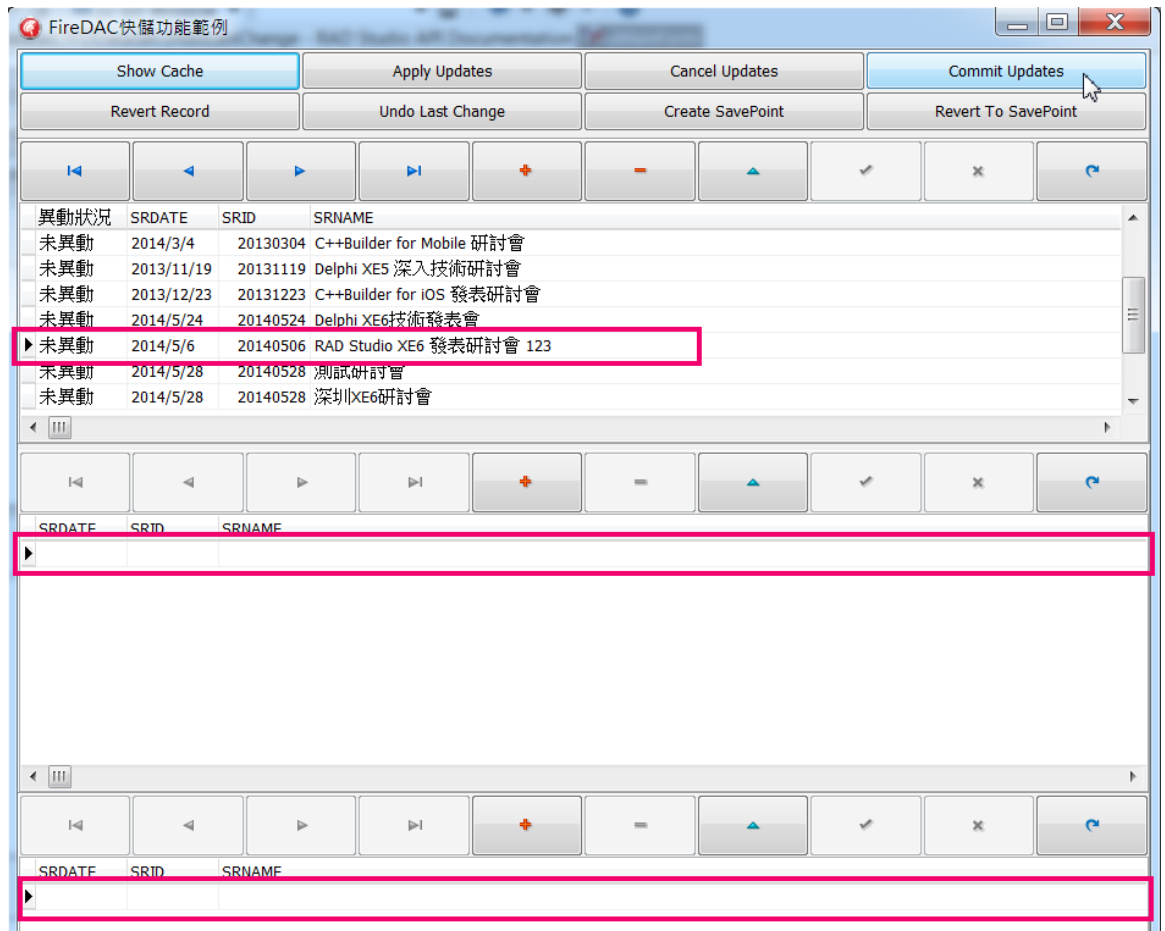 FireDAC快儲功能範例
Show Cache Apply Updates Cancel Updates Commit Updates
Revert Record Undo Last Change Create SavePoint Revert To SavePoint
異動狀況 SRDATE SRID SRNAME
未異動 2014/3/4 20130304 C++Builder for Mobile 研討會
未異動 2013/11/19 20131119 Delphi XE5 深入技術研討會
未異動 2013/12/23 20131223 C++Builder for iOS 發表研討會
未異動 2014/5/24 20140524 Delphi XE6技術發表會
未異動 2014/5/6 20140506 RAD Studio XE6 發表研討會 123
未異動 2014/5/28 20140528 測試研討會
未異動 2014/5/28 20140528 深圳XE6研討會
SRDATE SRID SRNAME
SRDATE SRID SRNAME